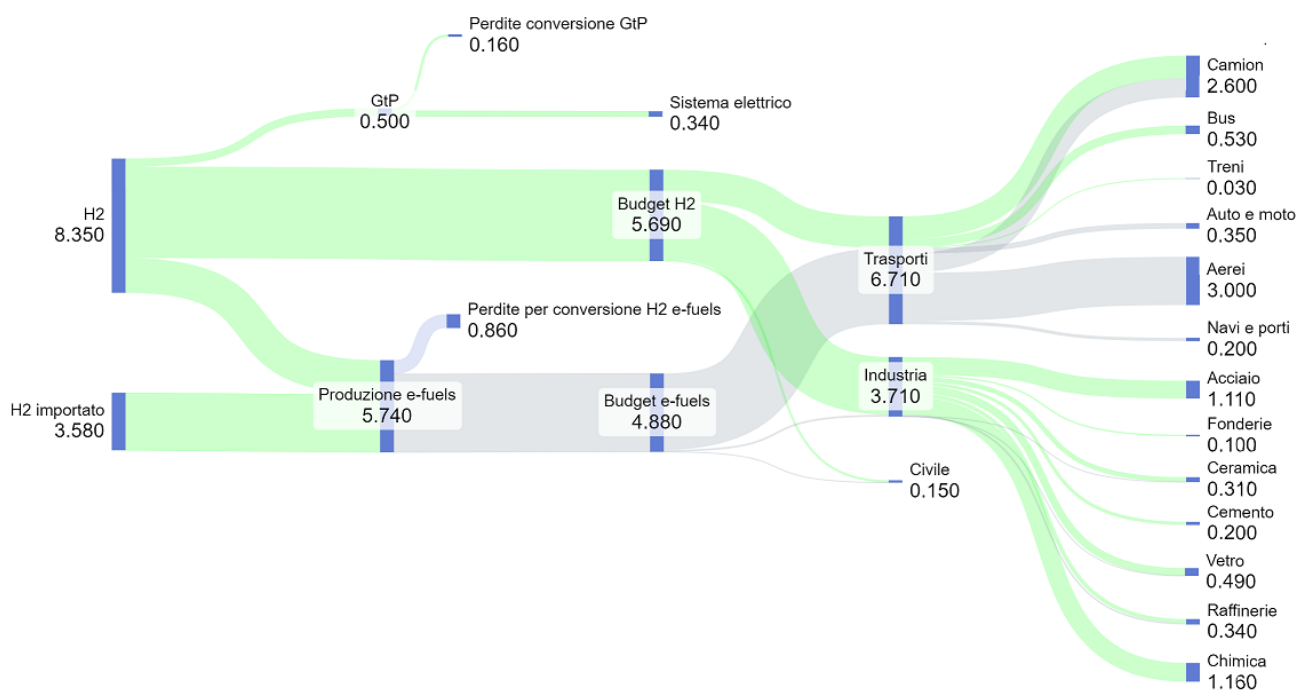 Perdite conversione GtP
0.160
GtP
0.500
Sistema elettrico
0.340
H2
8.350
Budget H2
5.690
Perdite per conversione H2 e-fuels
0.860
H2 importato
3.580
Produzione e-fuels
5.740
Budget e-fuels
4.880
Trasporti
6.710
Industria
3.710
Civile
0.150
Camion
2.600
Bus
0.530
Treni
0.030
Auto e moto
0.350
Aerei
3.000
Navi e porti
0.200
Acciaio
1.110
Fonderie
0.100
Ceramica
0.310
Cemento
0.200
Vetro
0.490
Raffinerie
0.340
Chimica
1.160